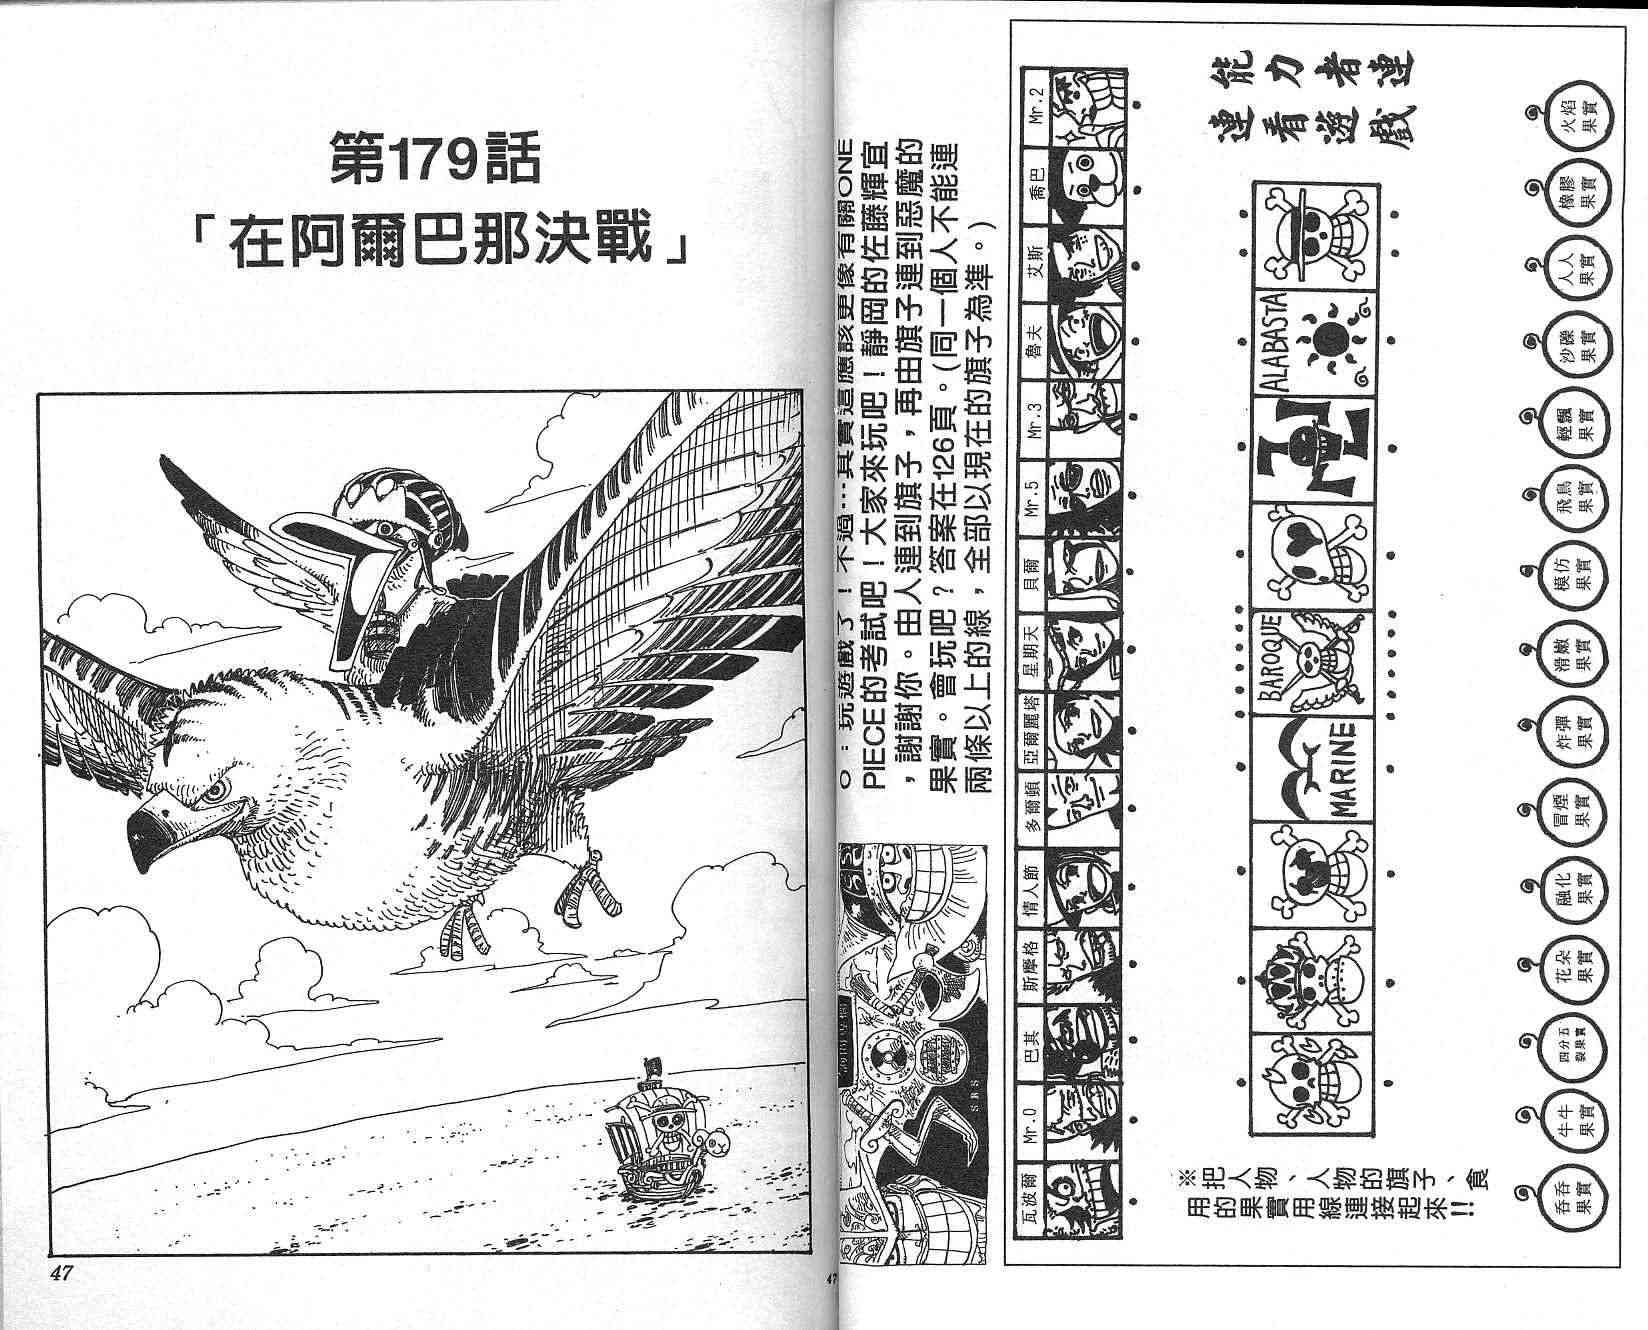 第179話
「在阿爾巴那決戰」
47
能力者連
連看遊戲
火焰果實
橡膠果實
人人果實
沙礫果實
輕飄果實
飛鳥果實
模仿果實
滑嫩果實
炸彈果實
冒煙果實
融化果實
花朵果實
四分五裂果實
牛牛果實
吞吞果實
ALABASTA
BAROQUE
MARINE
Mr.2
喬巴
艾斯
魯夫
Mr.3
Mr.5
貝爾
星期天
亞爾麗塔
多爾頓
情人節
斯摩格
巴其
Mr.0
瓦波爾
※把人物、人物的旗子、食
用的果實用線連接起來!!
O：玩遊戲了！不過…其實這應該更像有關ONE
PIECE的考試吧！大家來玩吧！靜岡的佐藤輝宜
，謝謝你。由人連到旗子，再由旗子連到惡魔的
果實。會玩吧？答案在126頁。(同一個人不能連
兩條以上的線，全部以現在的旗子為準。)
SBS
47